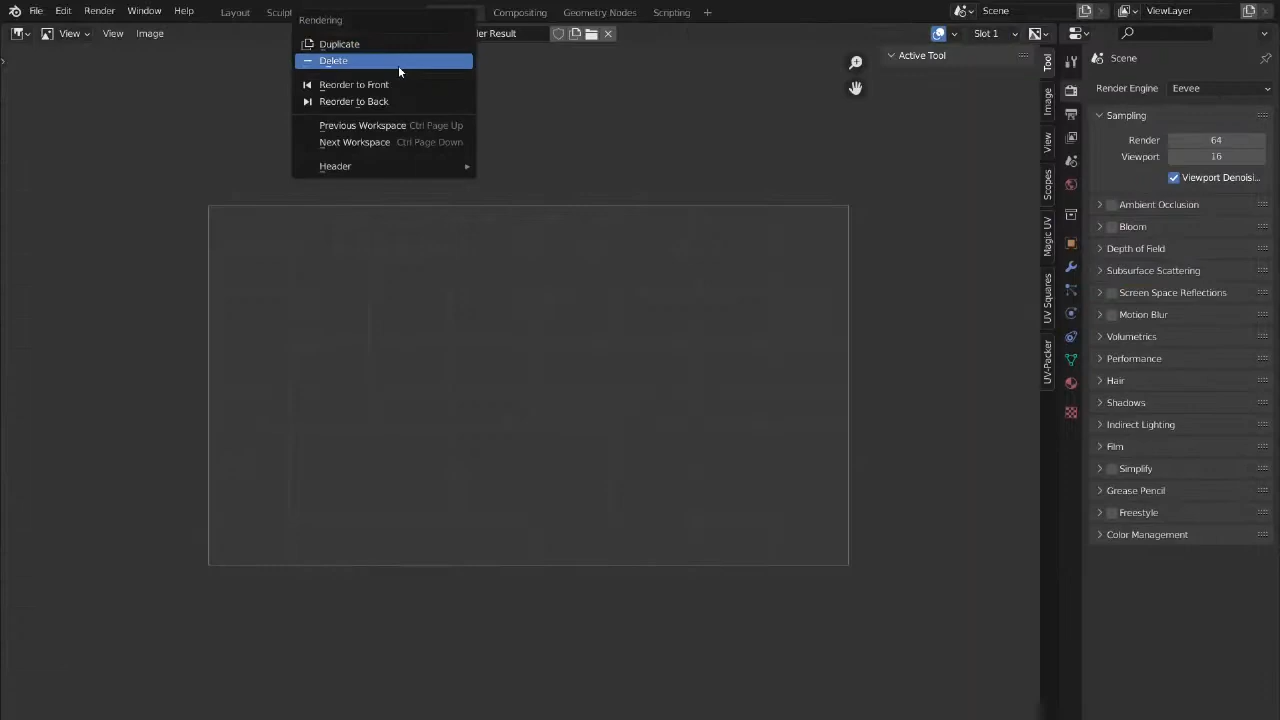 File Edit Render Window Help Layout Sculpt Compositing Geometry Nodes Scripting + Scene ViewLayer
Rendering
Duplicate
Delete
Reorder to Front
Reorder to Back
Previous Workspace Ctrl Page Up
Next Workspace Ctrl Page Down
Header
View View Image der Result Slot 1
Active Tool
Tool
Image
View
Scopes
Magic UV
UV Squares
UV-Packer
Scene
Render Engine Eevee
Sampling
Render 64
Viewport 16
Viewport Denoisi...
Ambient Occlusion
Bloom
Depth of Field
Subsurface Scattering
Screen Space Reflections
Motion Blur
Volumetrics
Performance
Hair
Shadows
Indirect Lighting
Film
Simplify
Grease Pencil
Freestyle
Color Management